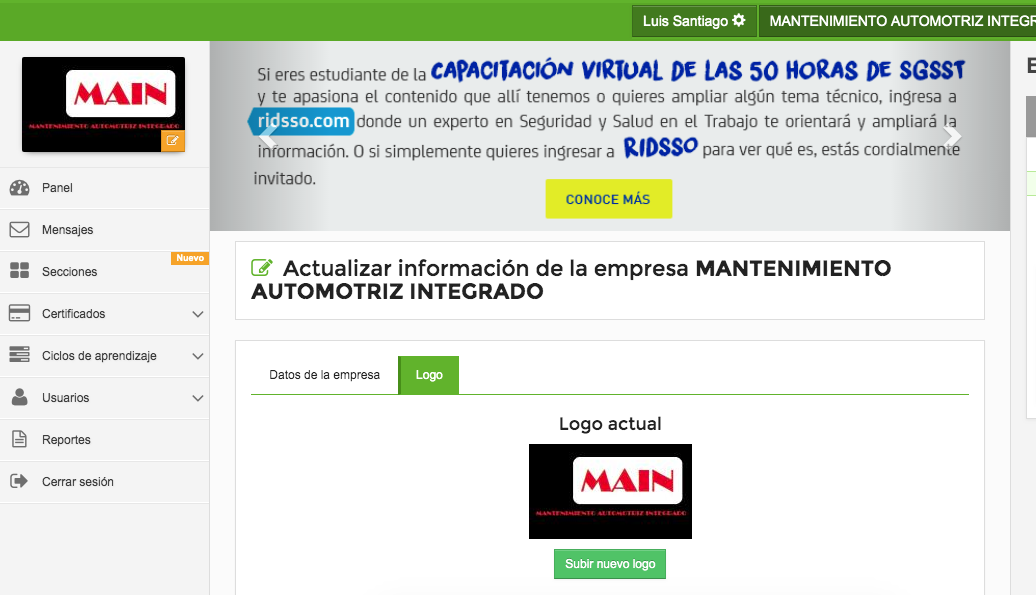 Luis Santiago
MANTENIMIENTO AUTOMOTRIZ INTEGR
MAIN
MANTENIMIENTO AUTOMOTRIZ INTEGRADO
Panel
Mensajes
Nuevo
Secciones
Certificados
Ciclos de aprendizaje
Usuarios
Reportes
Cerrar sesión
Si eres estudiante de la CAPACITACIÓN VIRTUAL DE LAS 50 HORAS DE SGSST
y te apasiona el contenido que allí tenemos o quieres ampliar algún tema técnico, ingresa a
ridsso.com donde un experto en Seguridad y Salud en el Trabajo te orientará y ampliará la
información. O si simplemente quieres ingresar a RIDSSO para ver qué es, estás cordialmente
invitado.
CONOCE MÁS
Actualizar información de la empresa MANTENIMIENTO
AUTOMOTRIZ INTEGRADO
Datos de la empresa
Logo
Logo actual
MAIN
MANTENIMIENTO AUTOMOTRIZ INTEGRADO
Subir nuevo logo